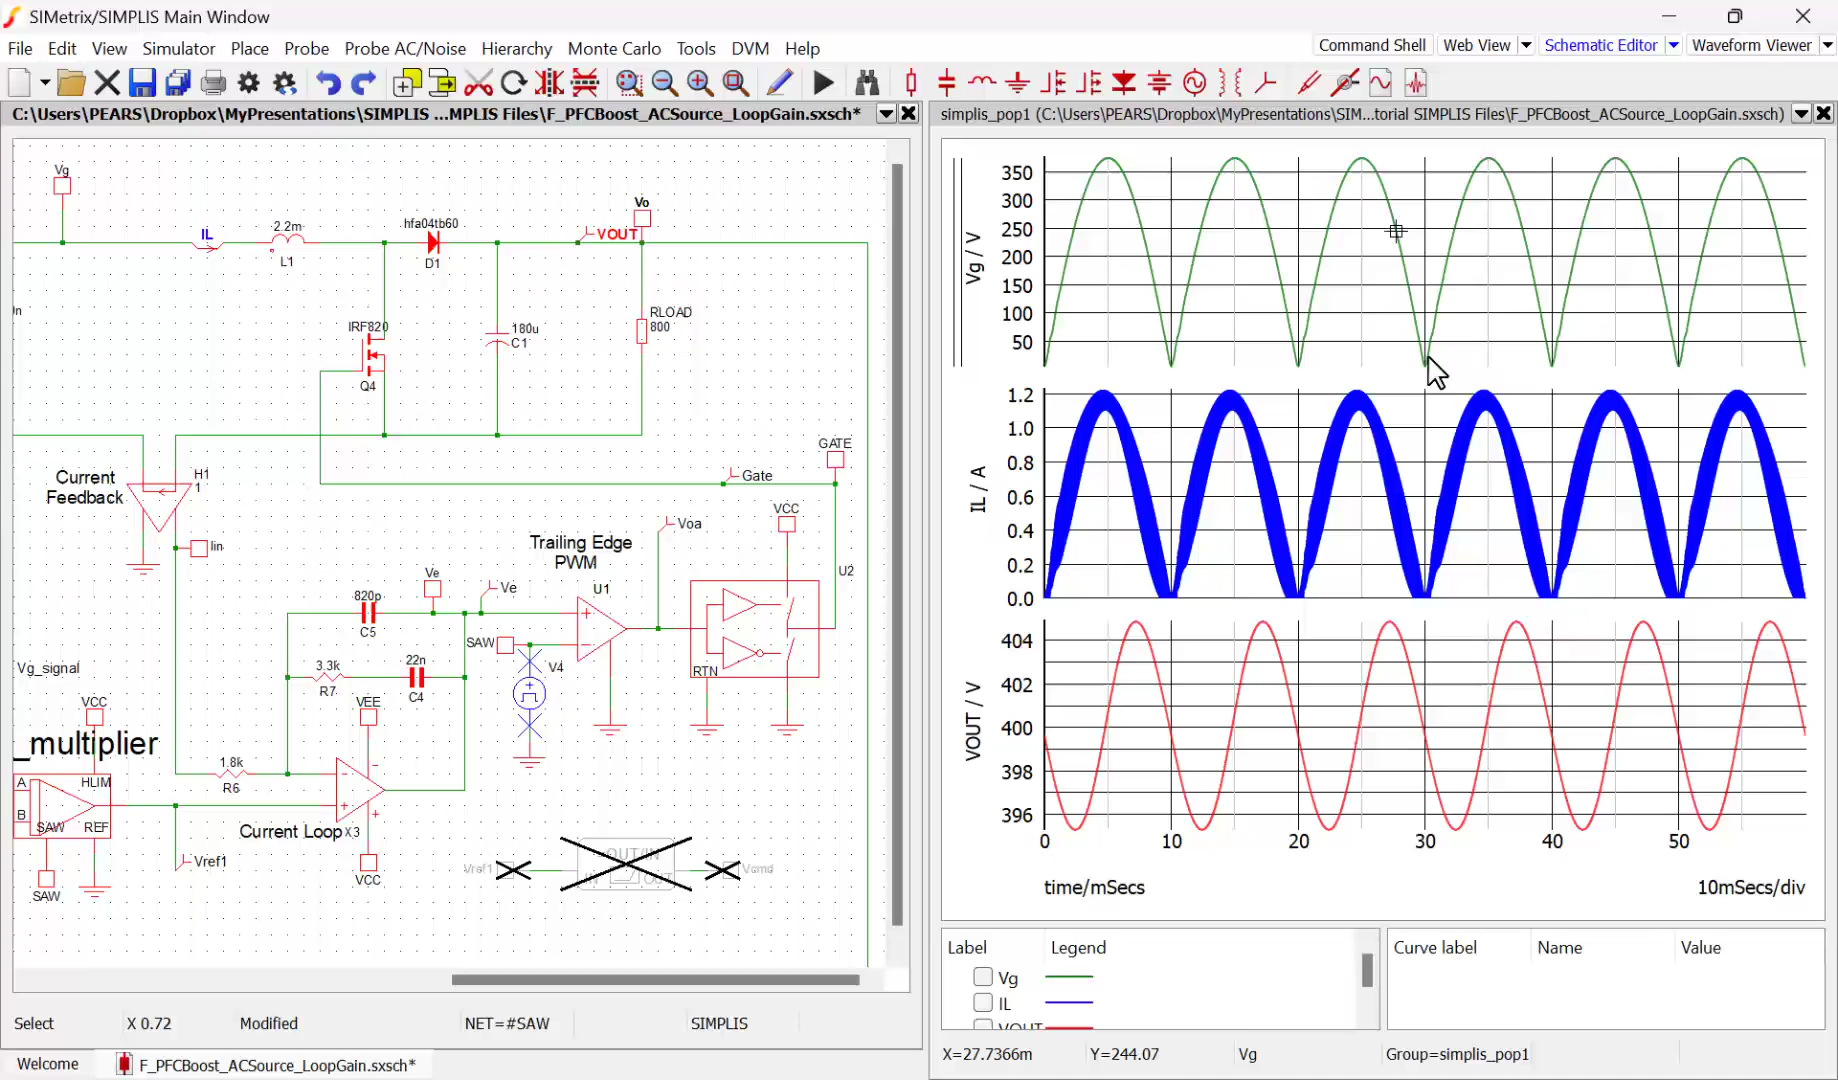 SIMetrix/SIMPLIS Main Window
File Edit View Simulator Place Probe Probe AC/Noise Hierarchy Monte Carlo Tools DVM Help
Command Shell Web View Schematic Editor Waveform Viewer
C:\Users\PEARS\Dropbox\MyPresentations\SIMPLIS ...MPLIS Files\F_PFCBoost_ACSource_LoopGain.sxsch*
simplis_pop1 (C:\Users\PEARS\Dropbox\MyPresentations\SIM...torial SIMPLIS Files\F_PFCBoost_ACSource_LoopGain.sxsch)
Vg
IL
2.2m
L1
hfa04tb60
D1
Vo
VOUT
IRF820
Q4
180u
C1
RLOAD
800
Current
Feedback
H1
1
Iin
Gate
GATE
VCC
Voa
Trailing Edge
PWM
U1
U2
RTN
Ve
Ve
820p
C5
SAW
V4
3.3k
R7
22n
C4
Vg_signal
VCC
_multiplier
A
B
HLIM
SAW
REF
SAW
1.8k
R6
VEE
Current Loop
X3
VCC
Vref1
Vref1
OUT/IN
IN
OUT
Vg / V
350
300
250
200
150
100
50
IL / A
1.2
1.0
0.8
0.6
0.4
0.2
0.0
VOUT / V
404
402
400
398
396
0 10 20 30 40 50
time/mSecs
10mSecs/div
Label Legend
Vg
IL
VOUT
Curve label Name Value
Select X 0.72 Modified NET=#SAW SIMPLIS
X=27.7366m Y=244.07 Vg Group=simplis_pop1
Welcome F_PFCBoost_ACSource_LoopGain.sxsch*